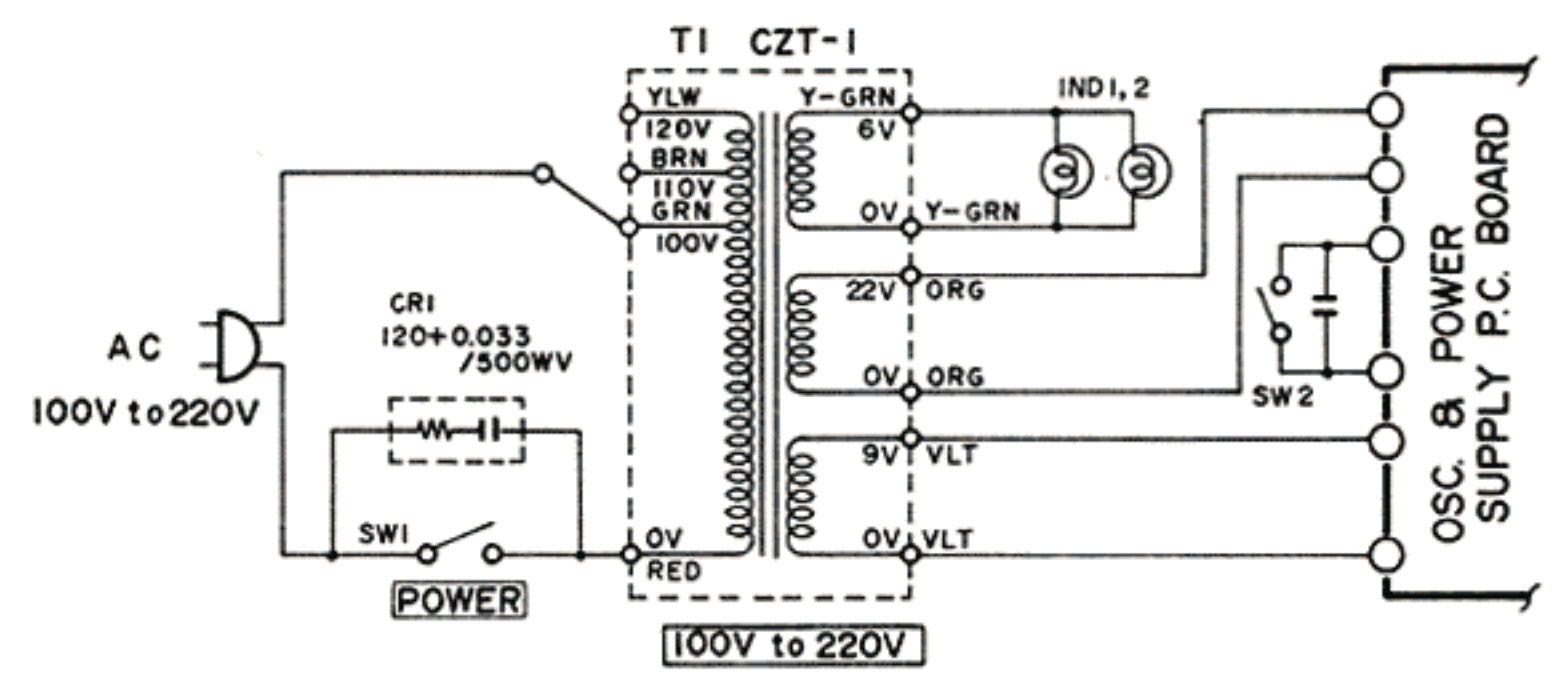 T1 CZT-1
YLW
120V
BRN
110V
GRN
100V
Y-GRN
6V
0V Y-GRN
IND1, 2
22V ORG
0V ORG
9V VLT
0V VLT
0V
RED
AC
100V to 220V
CR1
120+0.033
/500WV
SW1
POWER
100V to 220V
SW2
OSC. & POWER
SUPPLY P.C. BOARD